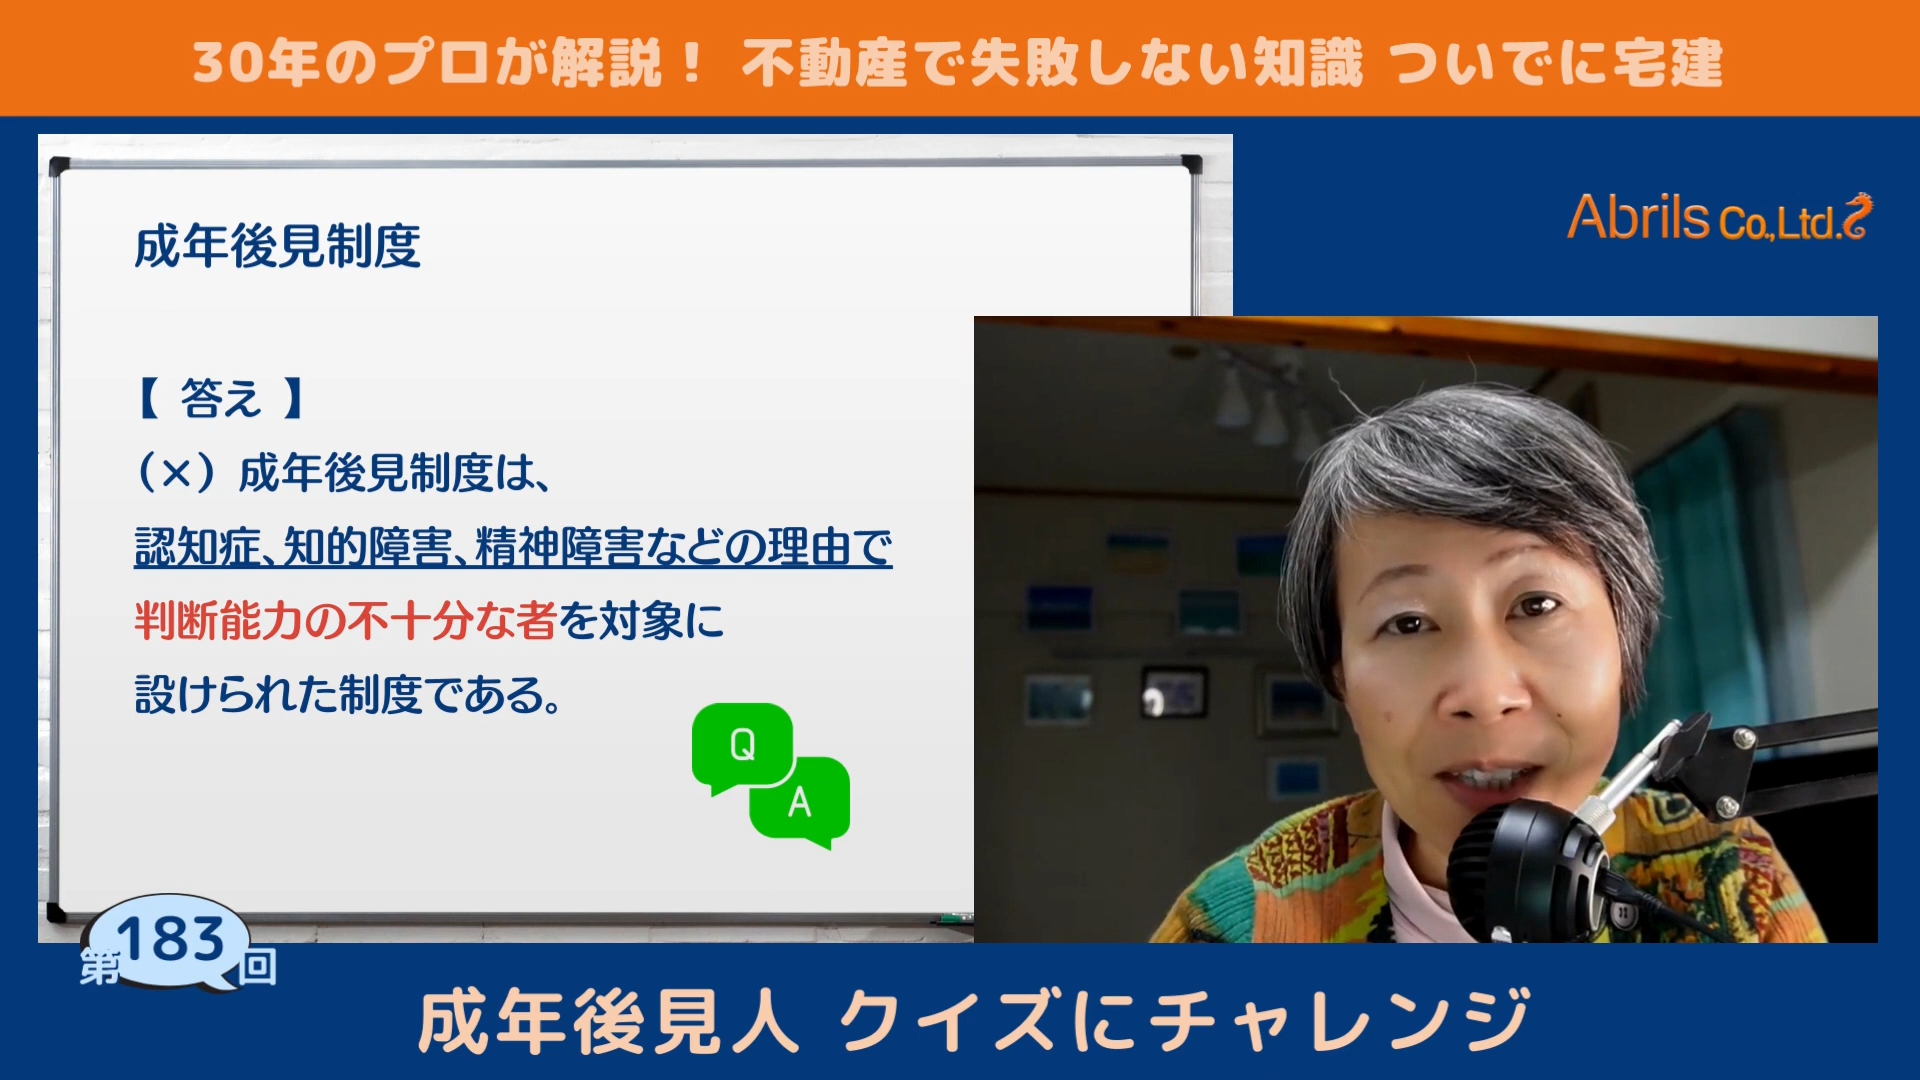 30年のプロが解説！ 不動産で失敗しない知識 ついでに宅建
Abrils Co.,Ltd.
成年後見制度
【 答え 】
（×）成年後見制度は、
認知症、知的障害、精神障害などの理由で
判断能力の不十分な者を対象に
設けられた制度である。
Q
A
第183回
成年後見人 クイズにチャレンジ